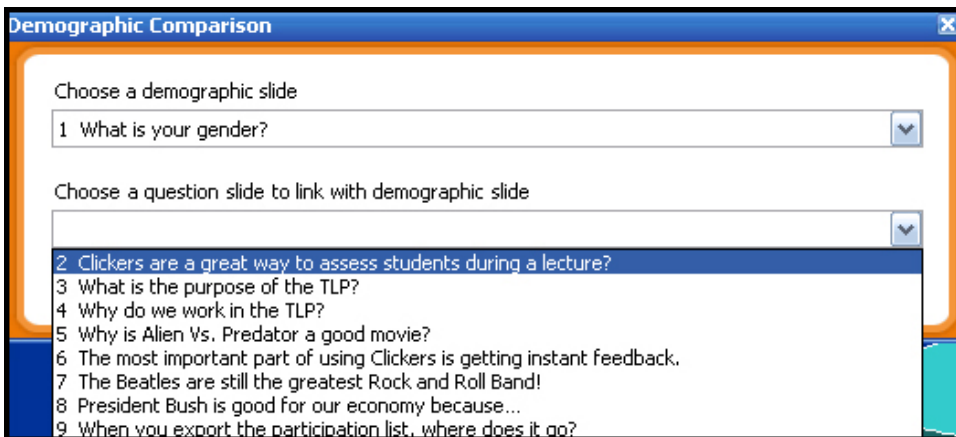 Demographic Comparison
Choose a demographic slide
1 What is your gender?
Choose a question slide to link with demographic slide
2 Clickers are a great way to assess students during a lecture?
3 What is the purpose of the TLP?
4 Why do we work in the TLP?
5 Why is Alien Vs. Predator a good movie?
6 The most important part of using Clickers is getting instant feedback.
7 The Beatles are still the greatest Rock and Roll Band!
8 President Bush is good for our economy because...
9 When you export the participation list, where does it go?